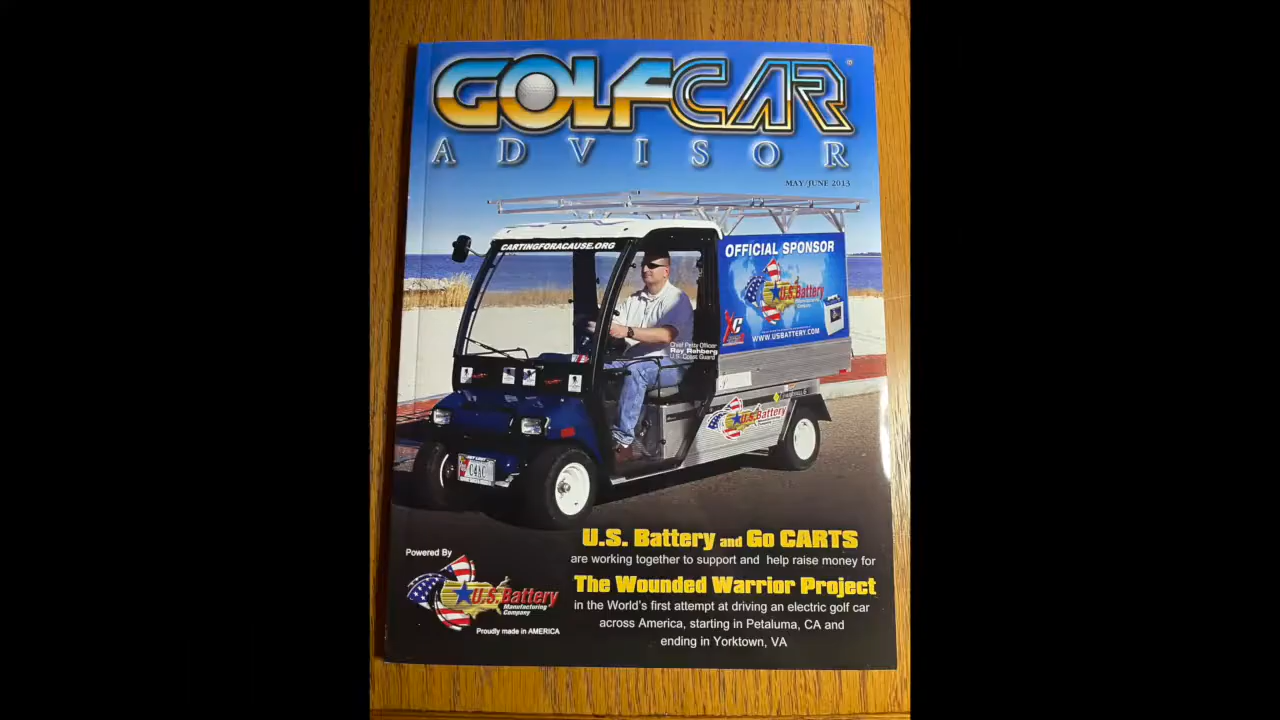 GOLFCAR
ADVISOR
MAY/JUNE 2013
CARTINGFORACAUSE.ORG
OFFICIAL SPONSOR
U.S. Battery
Manufacturing
Company
XC
WWW.USBATTERY.COM
Chief Petty Officer
Roy Rahberg
U.S. Coast Guard
U.S. Battery
C4AC
U.S. Battery and Go CARTS
are working together to support and help raise money for
The Wounded Warrior Project
in the World's first attempt at driving an electric golf car
across America, starting in Petaluma, CA and
ending in Yorktown, VA
Powered By
U.S. Battery
Manufacturing
Company
Proudly made in AMERICA